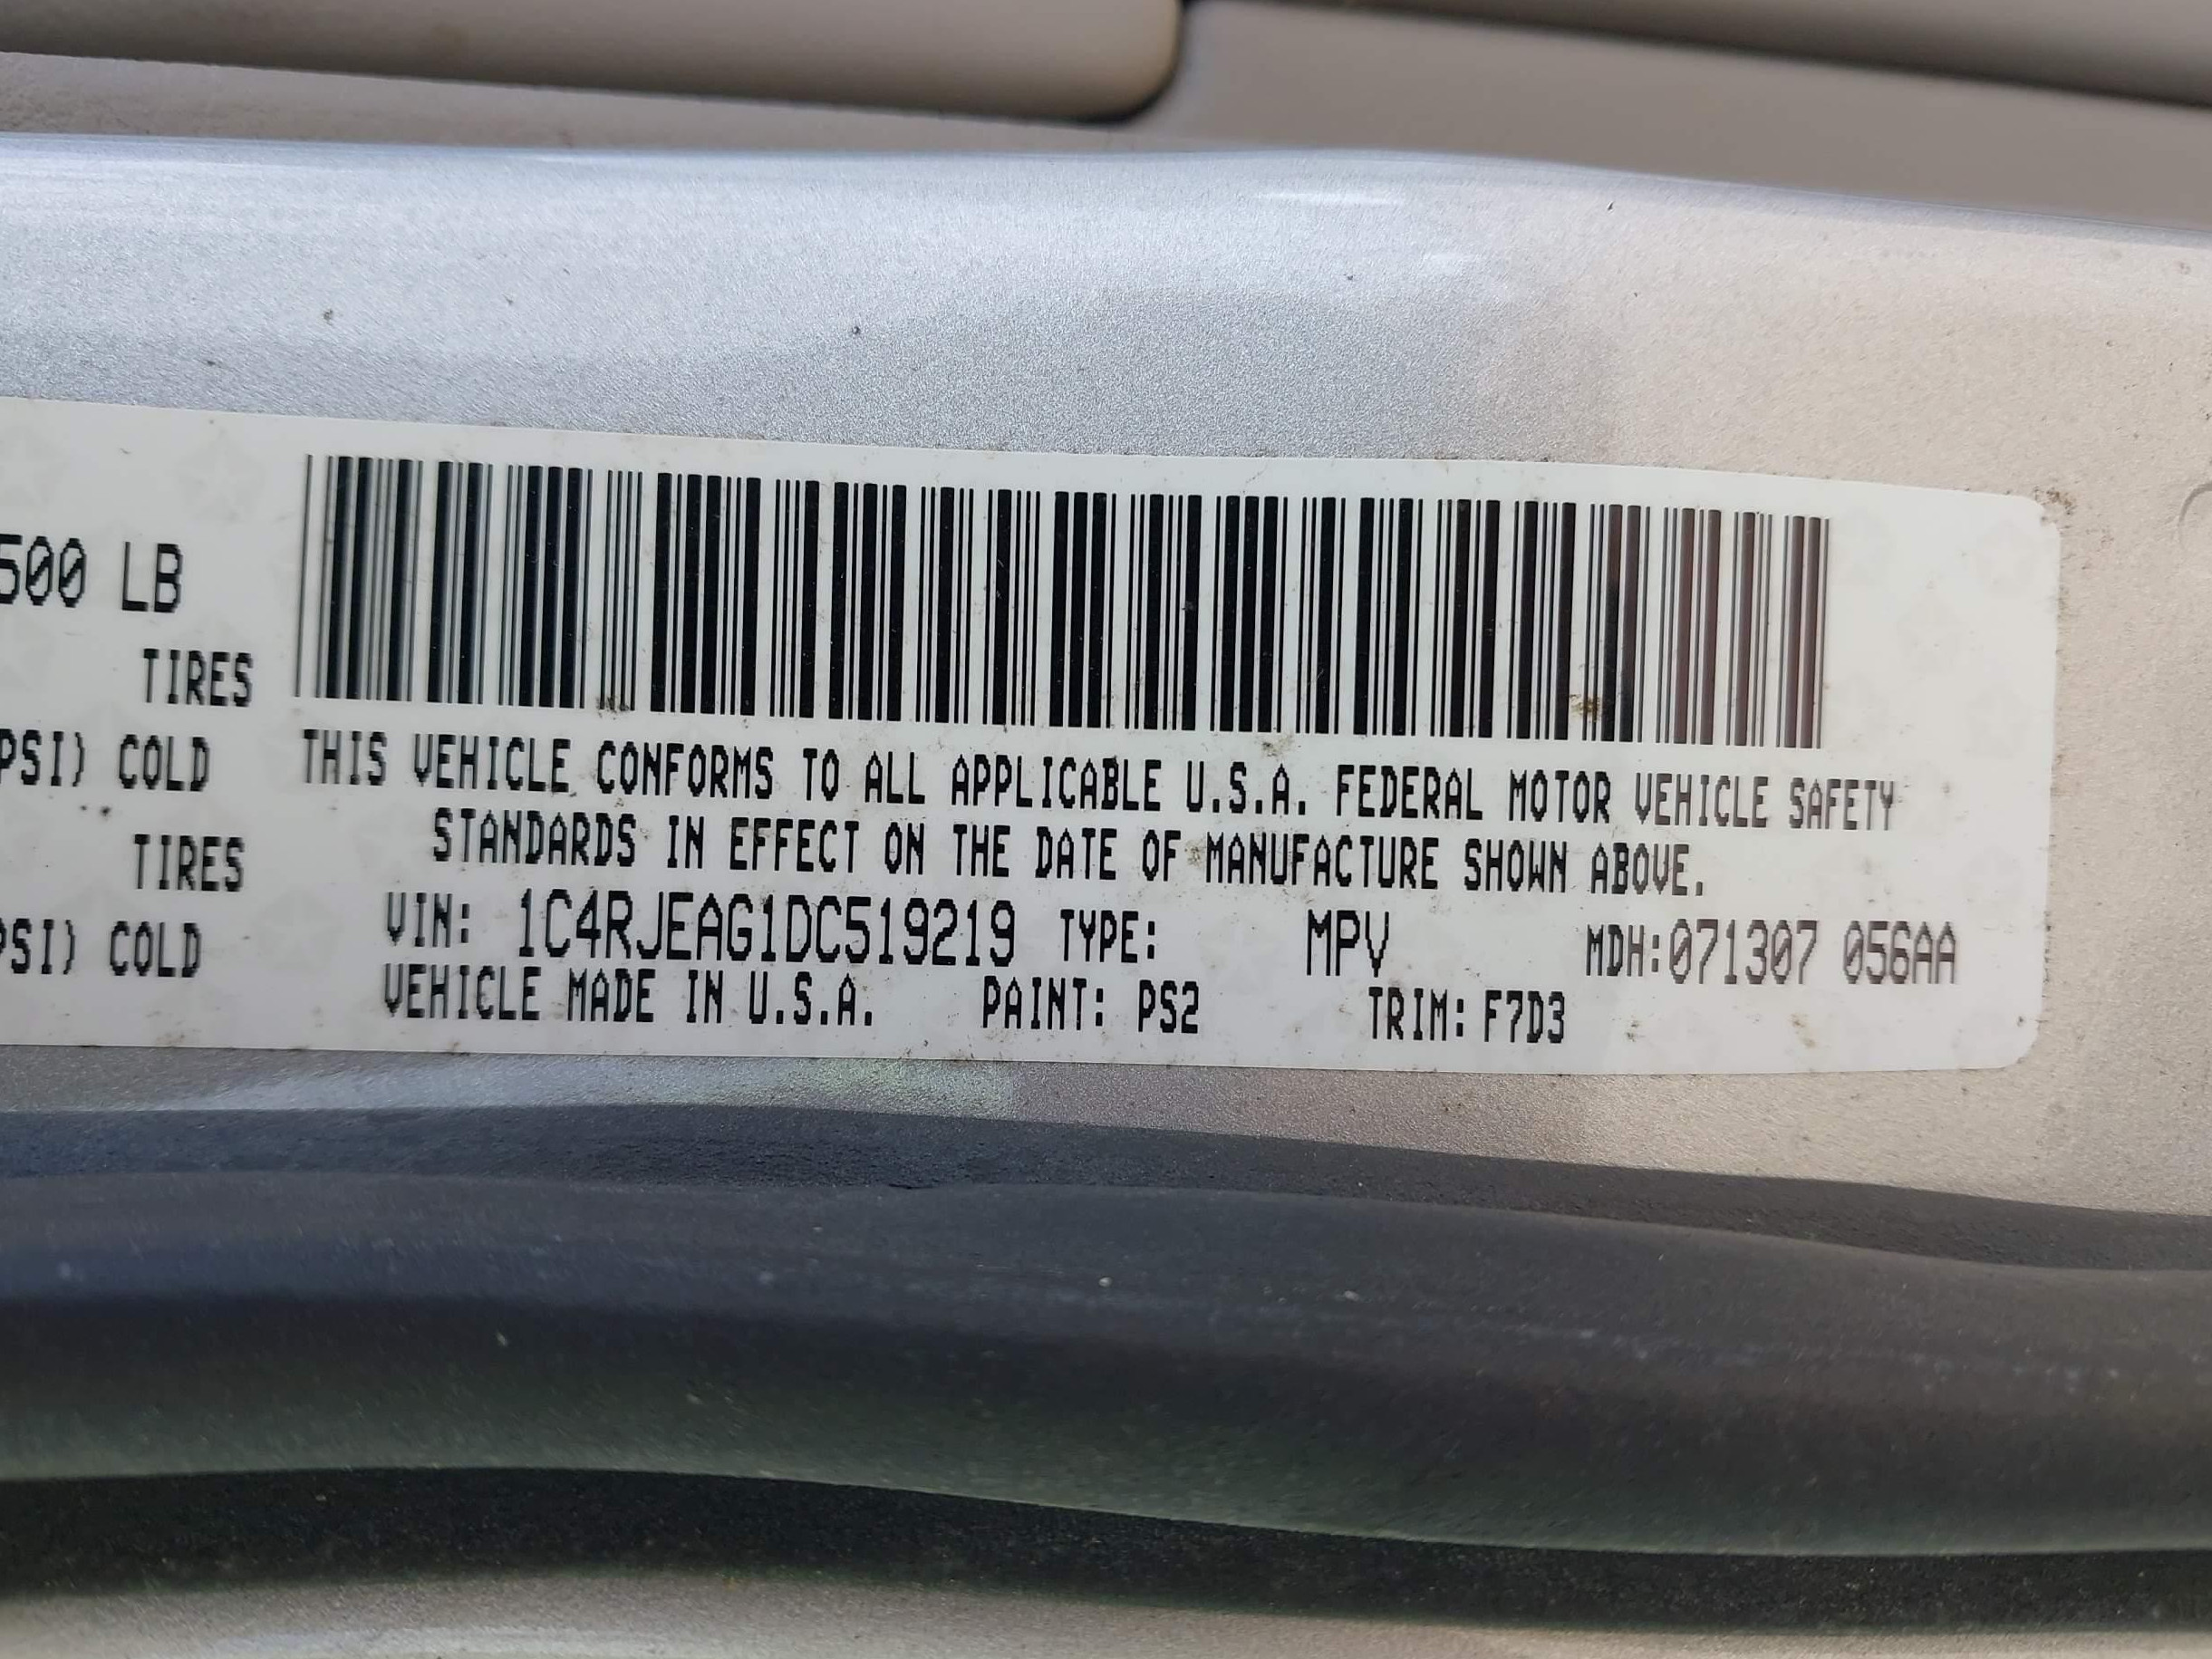 500 LB
TIRES
PSI) COLD
THIS VEHICLE CONFORMS TO ALL APPLICABLE U.S.A. FEDERAL MOTOR VEHICLE SAFETY
STANDARDS IN EFFECT ON THE DATE OF MANUFACTURE SHOWN ABOVE.
TIRES
PSI) COLD
VIN: 1C4RJEAG1DC519219 TYPE: MPV MDH:071307 056AA
VEHICLE MADE IN U.S.A. PAINT: PS2 TRIM: F7D3